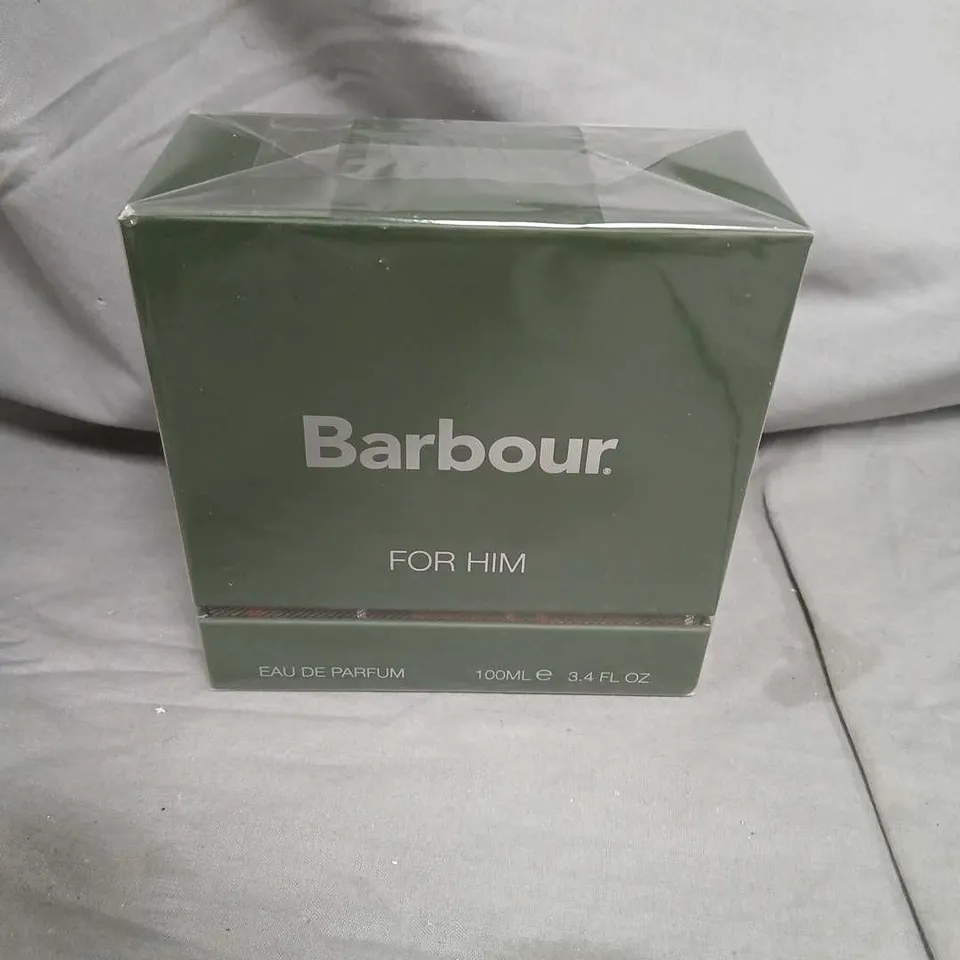 Barbour.
FOR HIM
EAU DE PARFUM 100ML ℮ 3.4 FL OZ